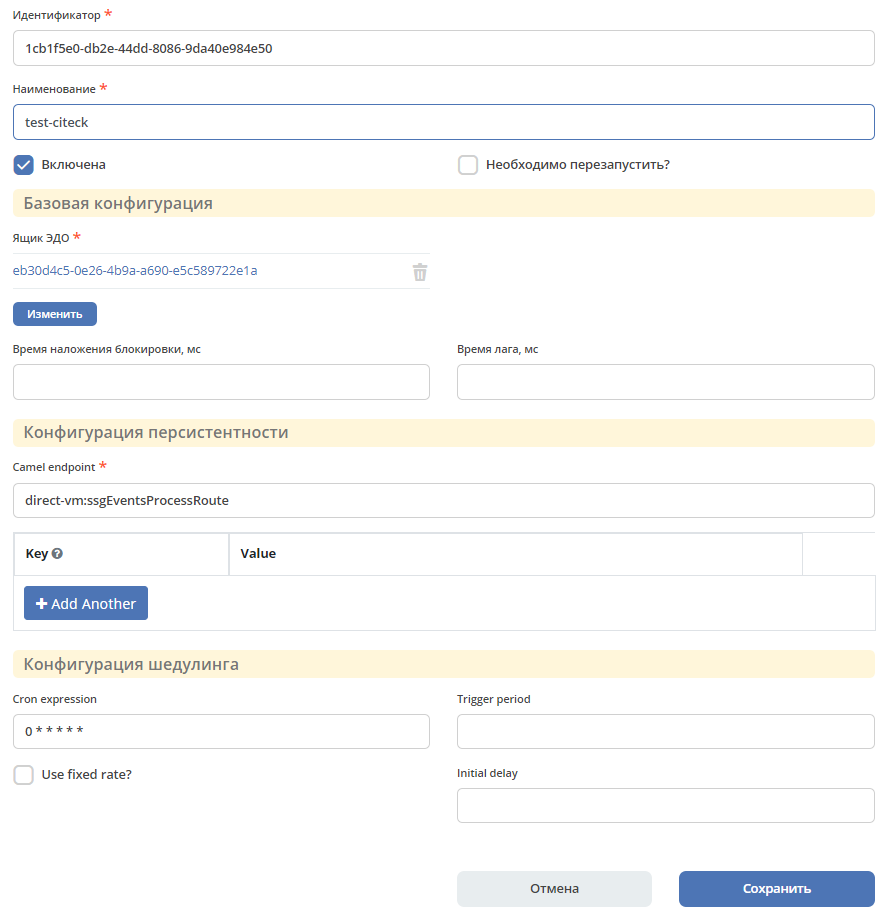 Идентификатор *
1cb1f5e0-db2e-44dd-8086-9da40e984e50
Наименование *
test-citeck
Включена
Необходимо перезапустить?
Базовая конфигурация
Ящик ЭДО *
eb30d4c5-0e26-4b9a-a690-e5c589722e1a
Изменить
Время наложения блокировки, мс
Время лага, мс
Конфигурация персистентности
Camel endpoint *
direct-vm:ssgEventsProcessRoute
Key ?
Value
+ Add Another
Конфигурация шедулинга
Cron expression
Trigger period
0 * * * * *
Use fixed rate?
Initial delay
Отмена
Сохранить